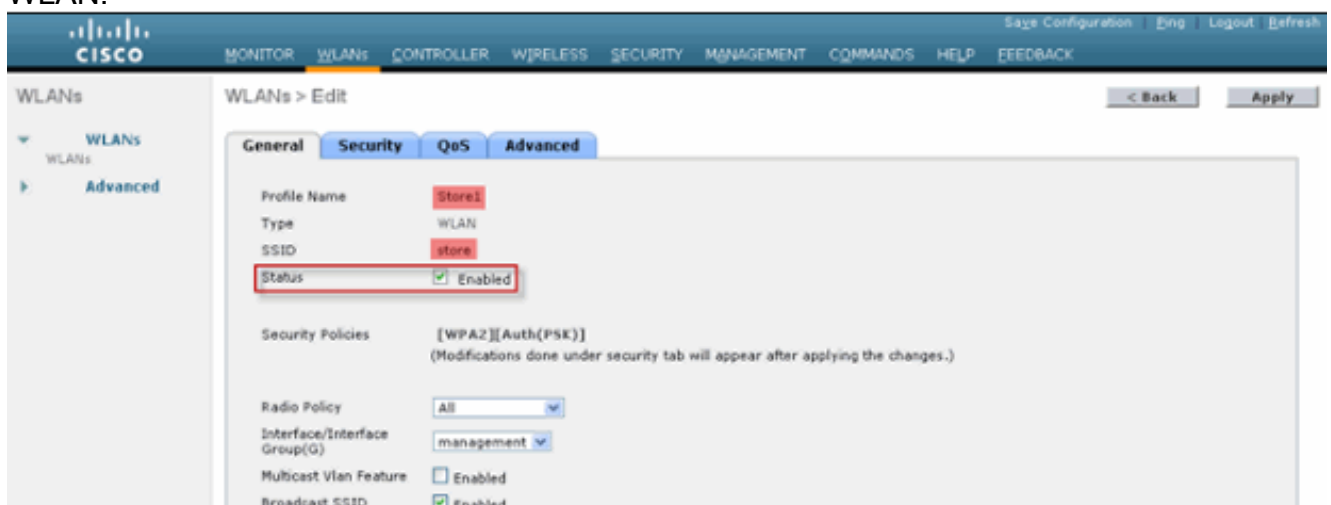 WLAN.
Save Configuration | Ping | Logout | Refresh
CISCO
MONITOR WLANs CONTROLLER WIRELESS SECURITY MANAGEMENT COMMANDS HELP FEEDBACK
WLANs
WLANs > Edit
< Back
Apply
WLANs
WLANs
Advanced
General Security QoS Advanced
Profile Name Store1
Type WLAN
SSID store
Status Enabled
Security Policies [WPA2][Auth(PSK)]
(Modifications done under security tab will appear after applying the changes.)
Radio Policy All
Interface/Interface
Group(G) management
Multicast Vlan Feature Enabled
Broadcast SSID Enabled